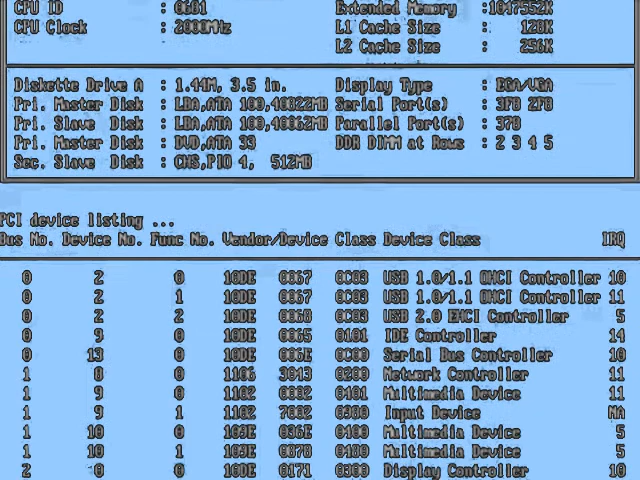 CPU ID : 0681 Extended Memory : 1047552K
CPU Clock : 2000MHz L1 Cache Size : 128K
L2 Cache Size : 256K
Diskette Drive A : 1.44M, 3.5 in. Display Type : EGA/VGA
Pri. Master Disk : LBA,ATA 100,40022MB Serial Port(s) : 3F8 2F8
Pri. Slave Disk : LBA,ATA 100,40062MB Parallel Port(s) : 378
Pri. Master Disk : DVD,ATA 33 DDR DIMM at Rows : 2 3 4 5
Sec. Slave Disk : CHS,PIO 4, 512MB
PCI device listing ...
Bus No. Device No. Func No. Vendor/Device Class Device Class IRQ
0 2 0 10DE 0067 0C03 USB 1.0/1.1 OHCI Controller 10
0 2 1 10DE 0067 0C03 USB 1.0/1.1 OHCI Controller 11
0 2 2 10DE 0068 0C03 USB 2.0 EHCI Controller 5
0 9 0 10DE 0065 0101 IDE Controller 14
0 13 0 10DE 006E 0C00 Serial Bus Controller 10
1 8 0 1106 3043 0200 Network Controller 11
1 9 0 1102 0002 0401 Multimedia Device 11
1 9 1 1102 7002 0980 Input Device NA
1 10 0 109E 036E 0400 Multimedia Device 5
1 10 1 109E 0878 0480 Multimedia Device 5
2 0 0 10DE 0171 0300 Display Controller 10